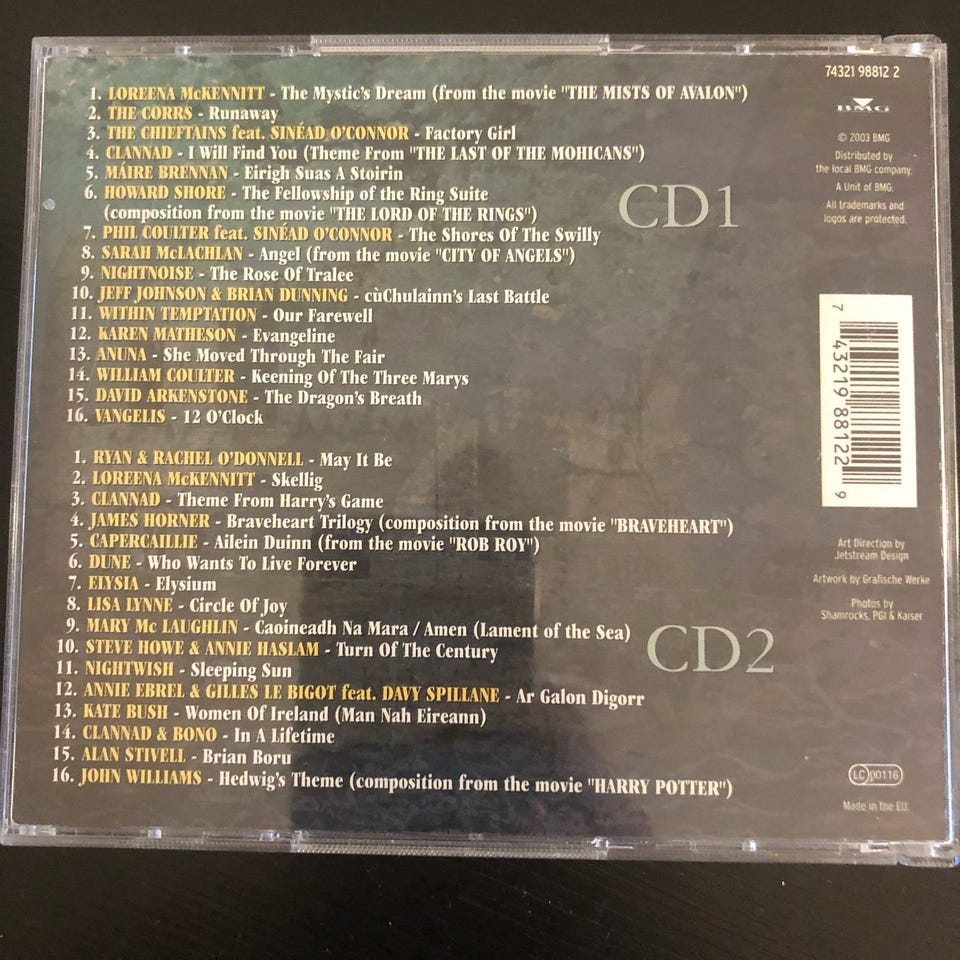 1. LOREENA McKENNITT - The Mystic's Dream (from the movie "THE MISTS OF AVALON")
2. THE CORRS - Runaway
3. THE CHIEFTAINS feat. SINÉAD O'CONNOR - Factory Girl
4. CLANNAD - I Will Find You (Theme From "THE LAST OF THE MOHICANS")
5. MÁIRE BRENNAN - Eirigh Suas A Stoirin
6. HOWARD SHORE - The Fellowship of the Ring Suite
(composition from the movie "THE LORD OF THE RINGS")
7. PHIL COULTER feat. SINÉAD O'CONNOR - The Shores Of The Swilly
8. SARAH McLACHLAN - Angel (from the movie "CITY OF ANGELS")
9. NIGHTNOISE - The Rose Of Tralee
10. JEFF JOHNSON & BRIAN DUNNING - cùChulainn's Last Battle
11. WITHIN TEMPTATION - Our Farewell
12. KAREN MATHESON - Evangeline
13. ANUNA - She Moved Through The Fair
14. WILLIAM COULTER - Keening Of The Three Marys
15. DAVID ARKENSTONE - The Dragon's Breath
16. VANGELIS - 12 O'Clock
CD1
1. RYAN & RACHEL O'DONNELL - May It Be
2. LOREENA McKENNITT - Skellig
3. CLANNAD - Theme From Harry's Game
4. JAMES HORNER - Braveheart Trilogy (composition from the movie "BRAVEHEART")
5. CAPERCAILLIE - Ailein Duinn (from the movie "ROB ROY")
6. DUNE - Who Wants To Live Forever
7. ELYSIA - Elysium
8. LISA LYNNE - Circle Of Joy
9. MARY Mc LAUGHLIN - Caoineadh Na Mara / Amen (Lament of the Sea)
10. STEVE HOWE & ANNIE HASLAM - Turn Of The Century
11. NIGHTWISH - Sleeping Sun
12. ANNIE EBREL & GILLES LE BIGOT feat. DAVY SPILLANE - Ar Galon Digorr
13. KATE BUSH - Women Of Ireland (Man Nah Eireann)
14. CLANNAD & BONO - In A Lifetime
15. ALAN STIVELL - Brian Boru
16. JOHN WILLIAMS - Hedwig's Theme (composition from the movie "HARRY POTTER")
CD2
74321 98812 2
BMG
© 2003 BMG
Distributed by
the local BMG company.
A Unit of BMG.
All trademarks and
logos are protected.
7 43219 88122 9
Art Direction by
Jetstream Design
Artwork by Grafische Werke
Photos by
Shamrocks, PGI & Kaiser
LC 00116
Made in the EU.